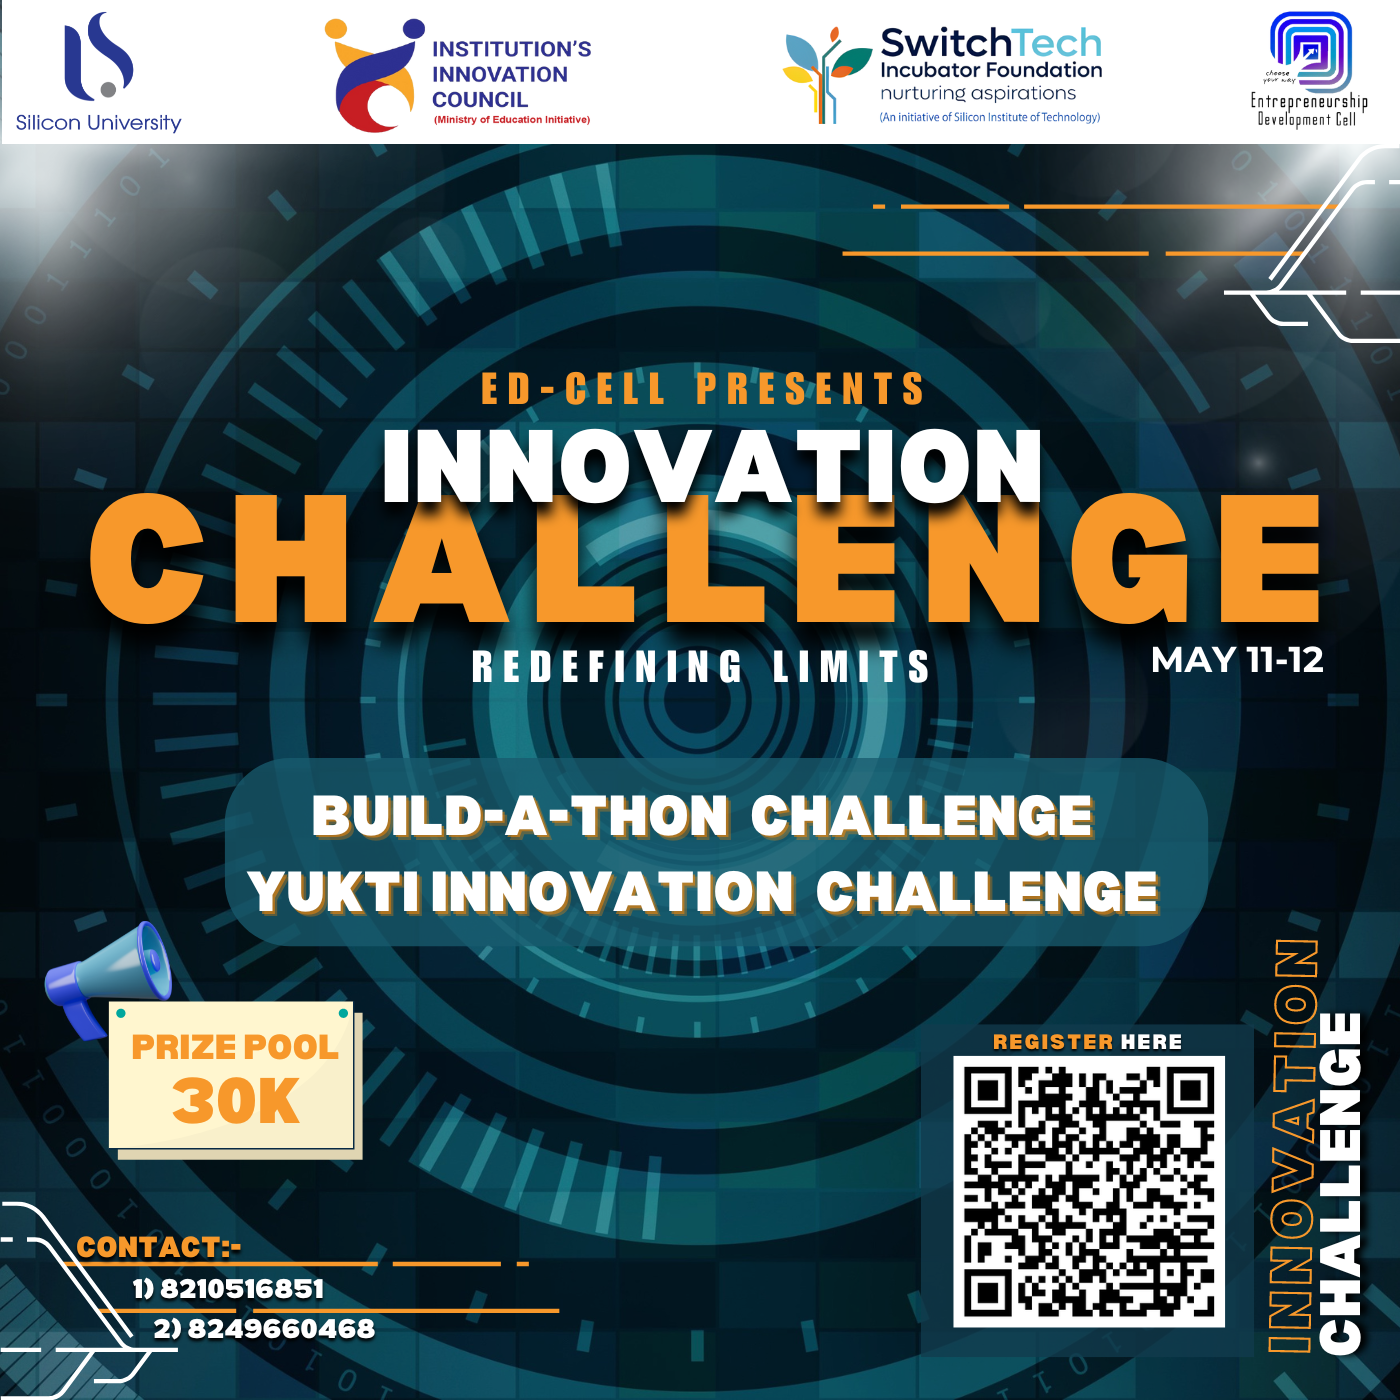 Silicon University
INSTITUTION'S
INNOVATION
COUNCIL
(Ministry of Education Initiative)
SwitchTech
Incubator Foundation
nurturing aspirations
(An initiative of Silicon Institute of Technology)
choose
your way
Entrepreneurship
Development Cell
ED-CELL PRESENTS
INNOVATION
CHALLENGE
REDEFINING LIMITS
MAY 11-12
BUILD-A-THON CHALLENGE
YUKTI INNOVATION CHALLENGE
PRIZE POOL
30K
REGISTER HERE
INNOVATION
CHALLENGE
CONTACT:-
1) 8210516851
2) 8249660468